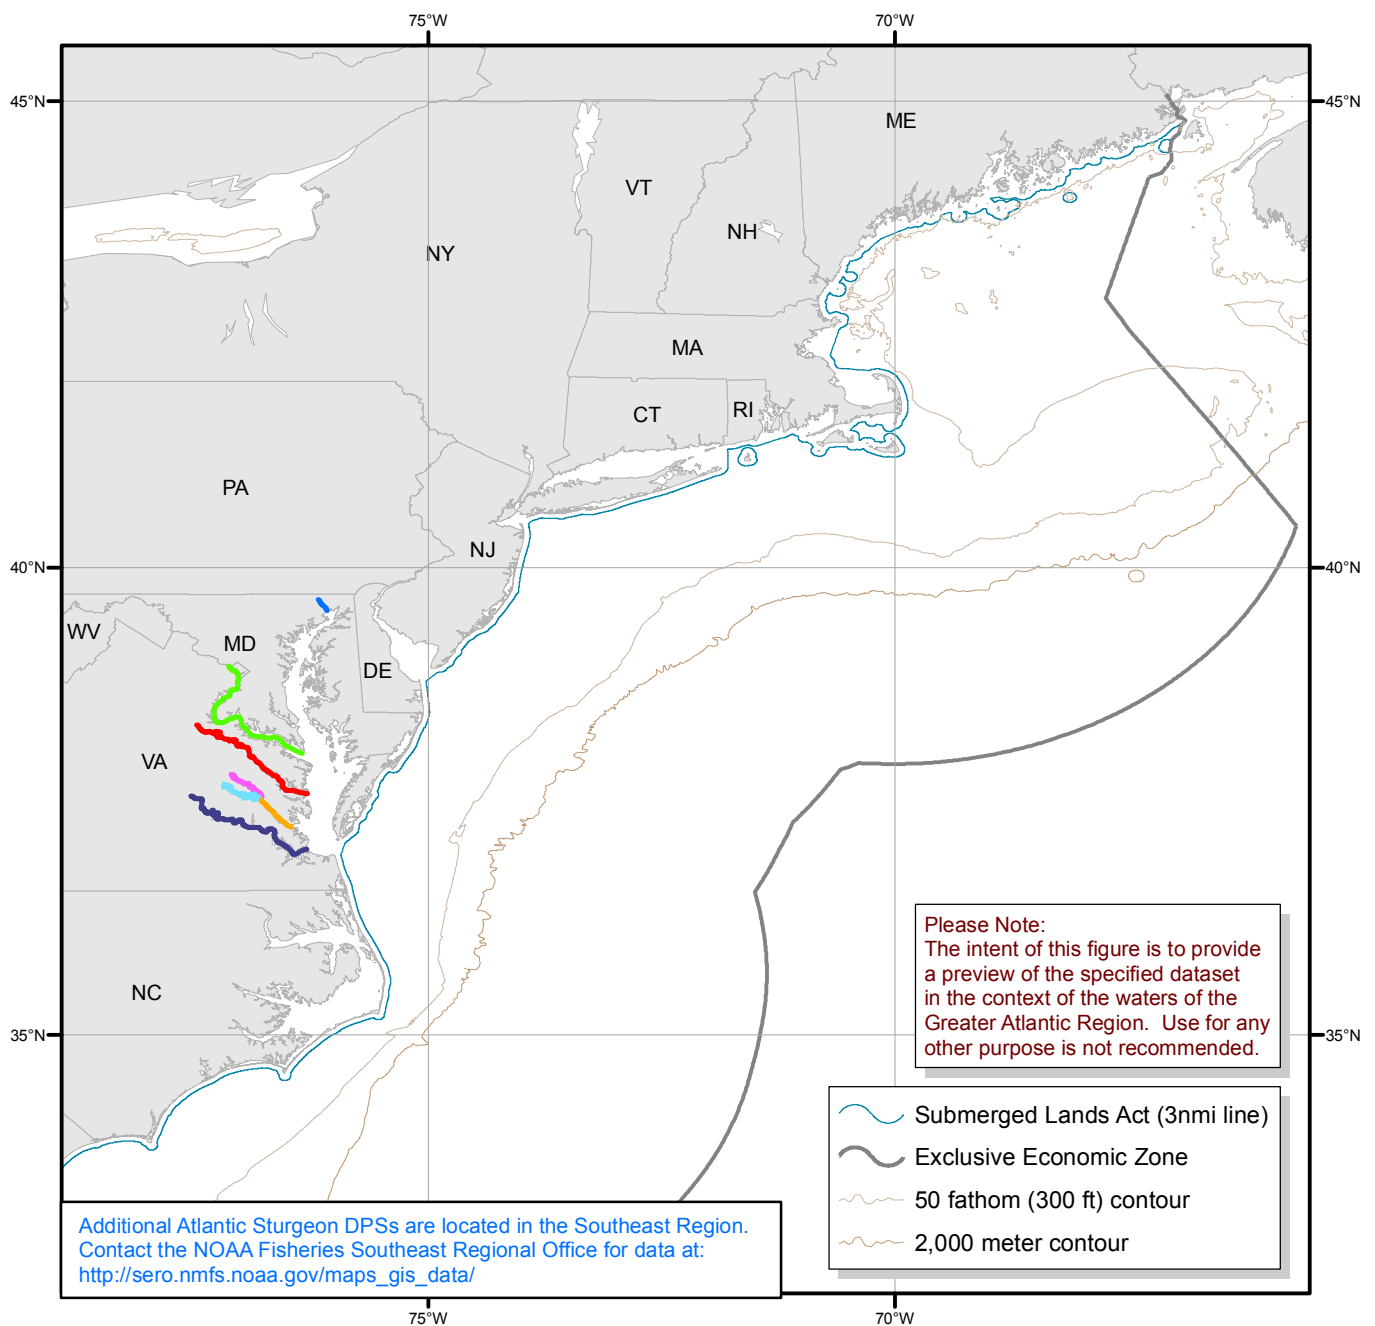 75°W
70°W
45°N
45°N
ME
VT
NH
NY
MA
CT
RI
PA
NJ
40°N
40°N
WV
MD
DE
VA
NC
35°N
35°N
Please Note:
The intent of this figure is to provide
a preview of the specified dataset
in the context of the waters of the
Greater Atlantic Region. Use for any
other purpose is not recommended.
Submerged Lands Act (3nmi line)
Exclusive Economic Zone
50 fathom (300 ft) contour
2,000 meter contour
Additional Atlantic Sturgeon DPSs are located in the Southeast Region.
Contact the NOAA Fisheries Southeast Regional Office for data at:
http://sero.nmfs.noaa.gov/maps_gis_data/
75°W
70°W